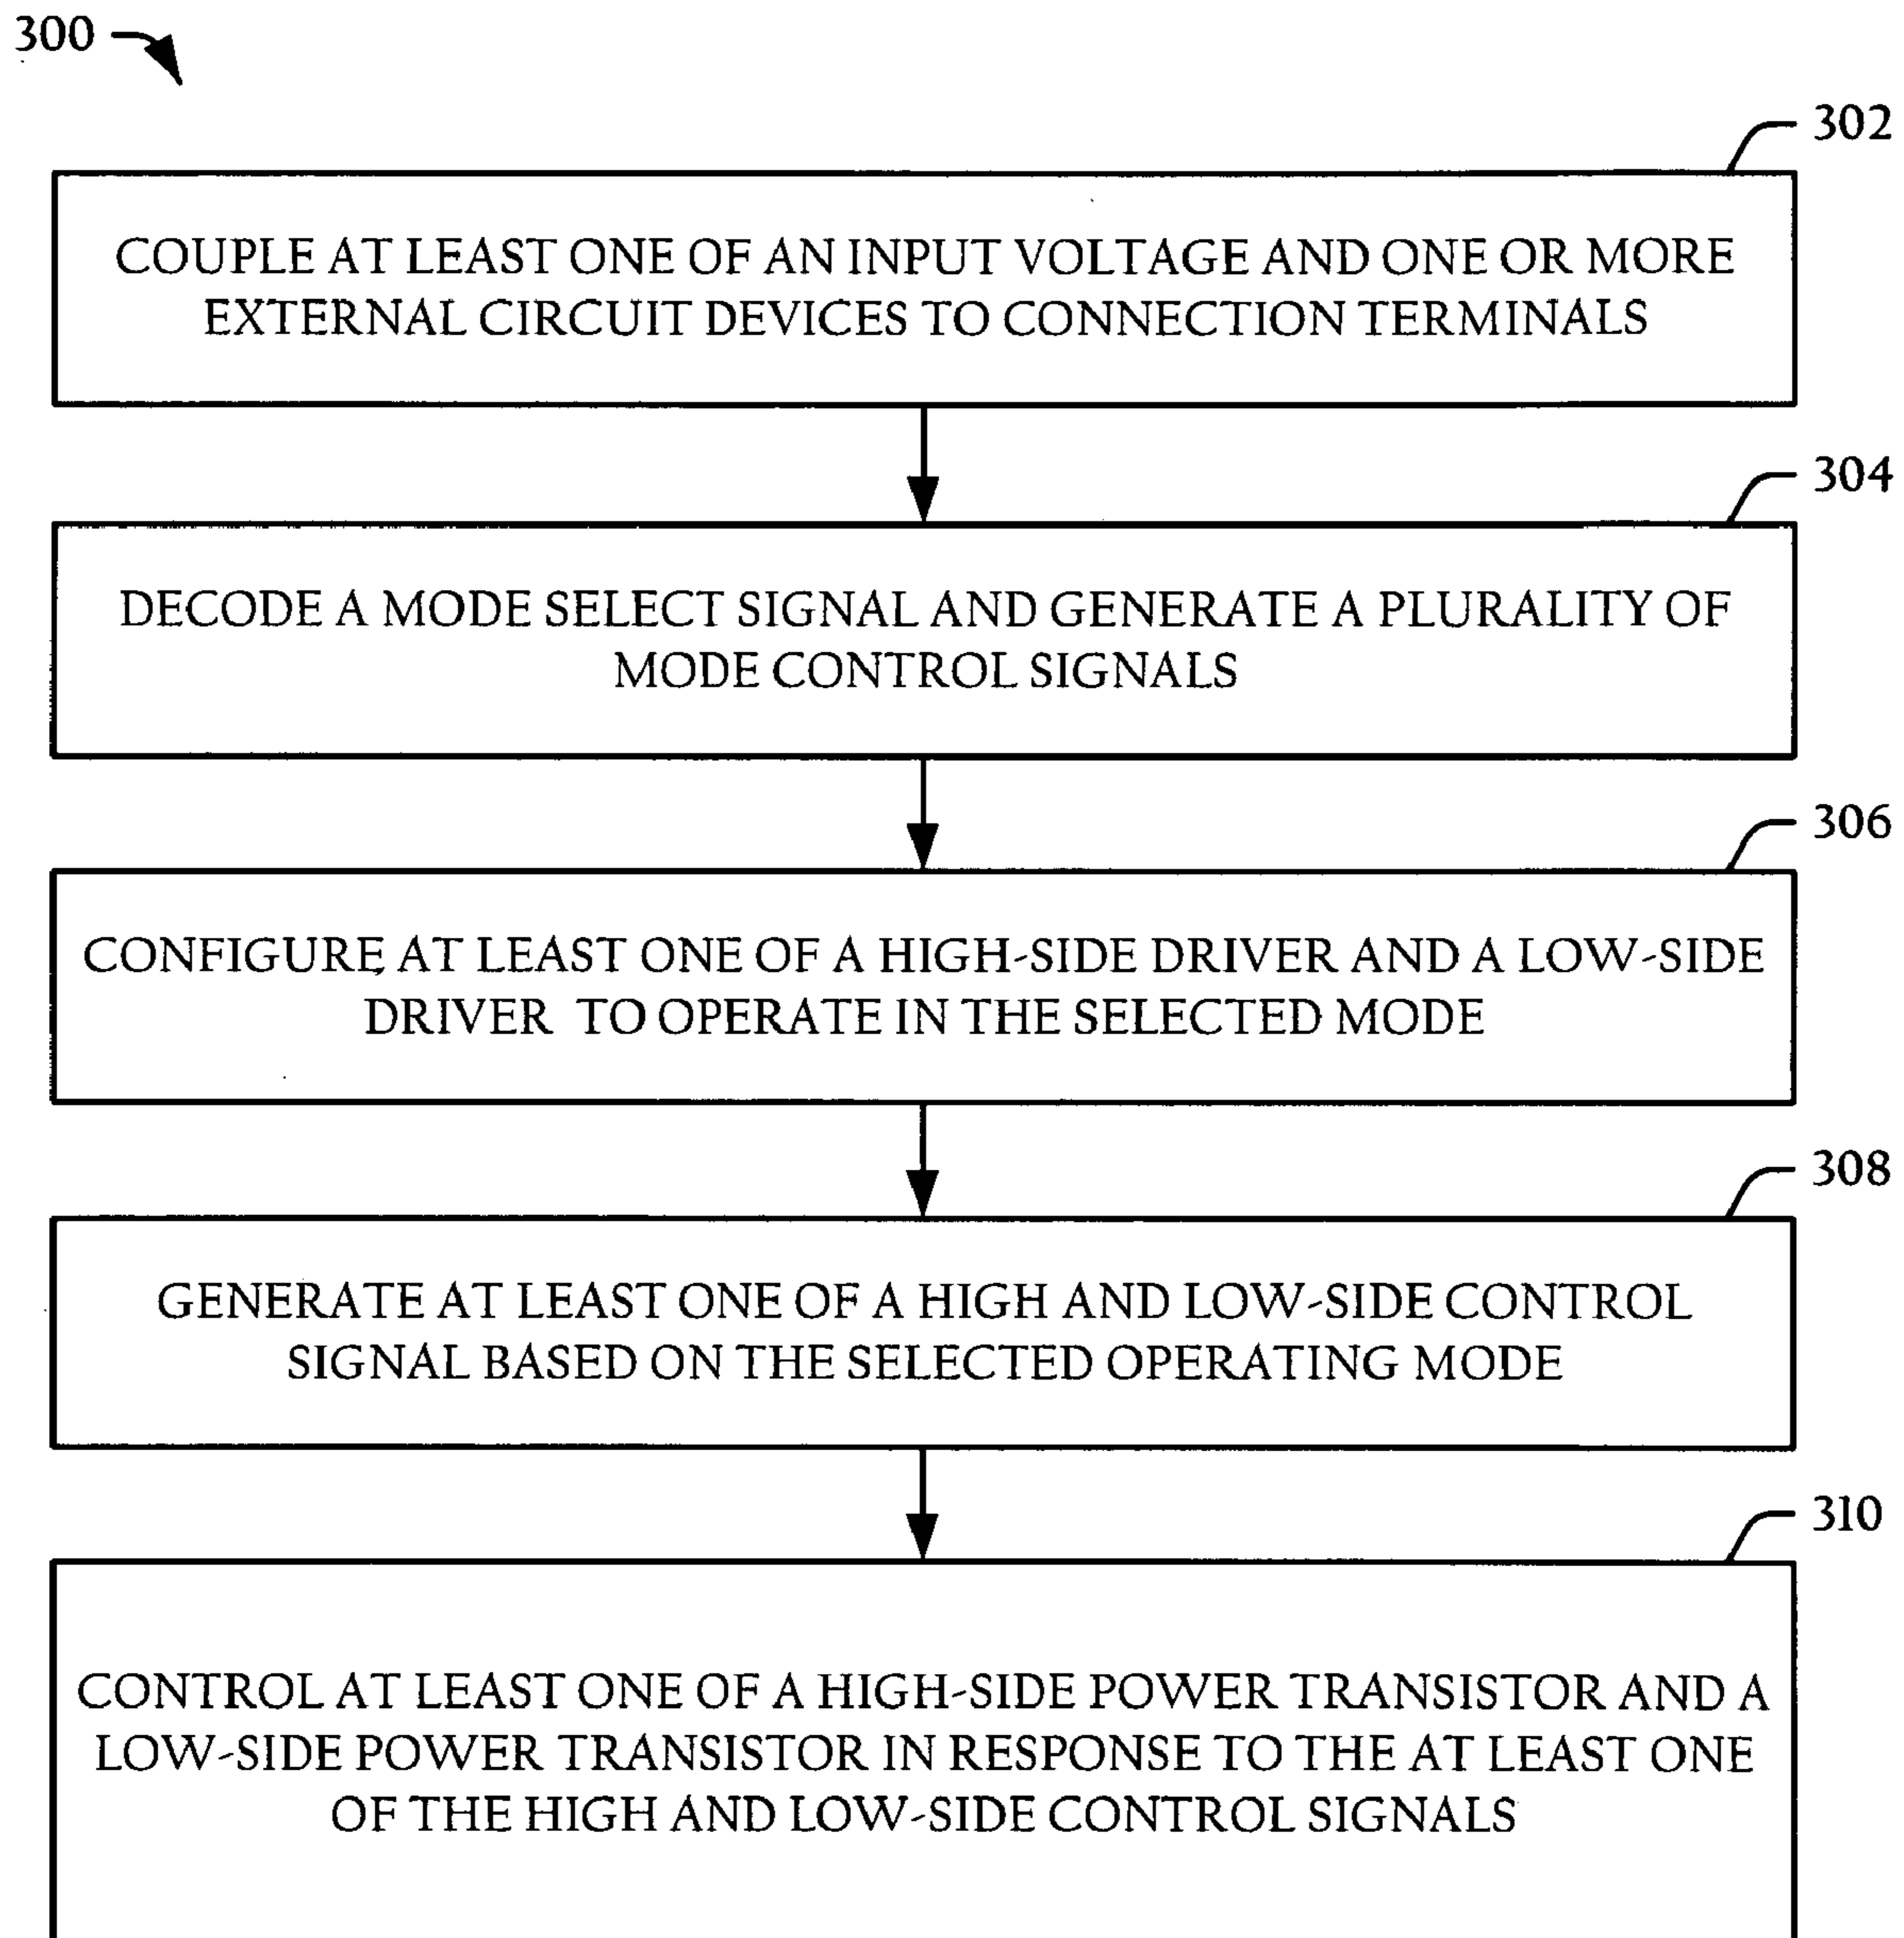 300
302
COUPLE AT LEAST ONE OF AN INPUT VOLTAGE AND ONE OR MORE
EXTERNAL CIRCUIT DEVICES TO CONNECTION TERMINALS
304
DECODE A MODE SELECT SIGNAL AND GENERATE A PLURALITY OF
MODE CONTROL SIGNALS
306
CONFIGURE AT LEAST ONE OF A HIGH-SIDE DRIVER AND A LOW-SIDE
DRIVER TO OPERATE IN THE SELECTED MODE
308
GENERATE AT LEAST ONE OF A HIGH AND LOW-SIDE CONTROL
SIGNAL BASED ON THE SELECTED OPERATING MODE
310
CONTROL AT LEAST ONE OF A HIGH-SIDE POWER TRANSISTOR AND A
LOW-SIDE POWER TRANSISTOR IN RESPONSE TO THE AT LEAST ONE
OF THE HIGH AND LOW-SIDE CONTROL SIGNALS